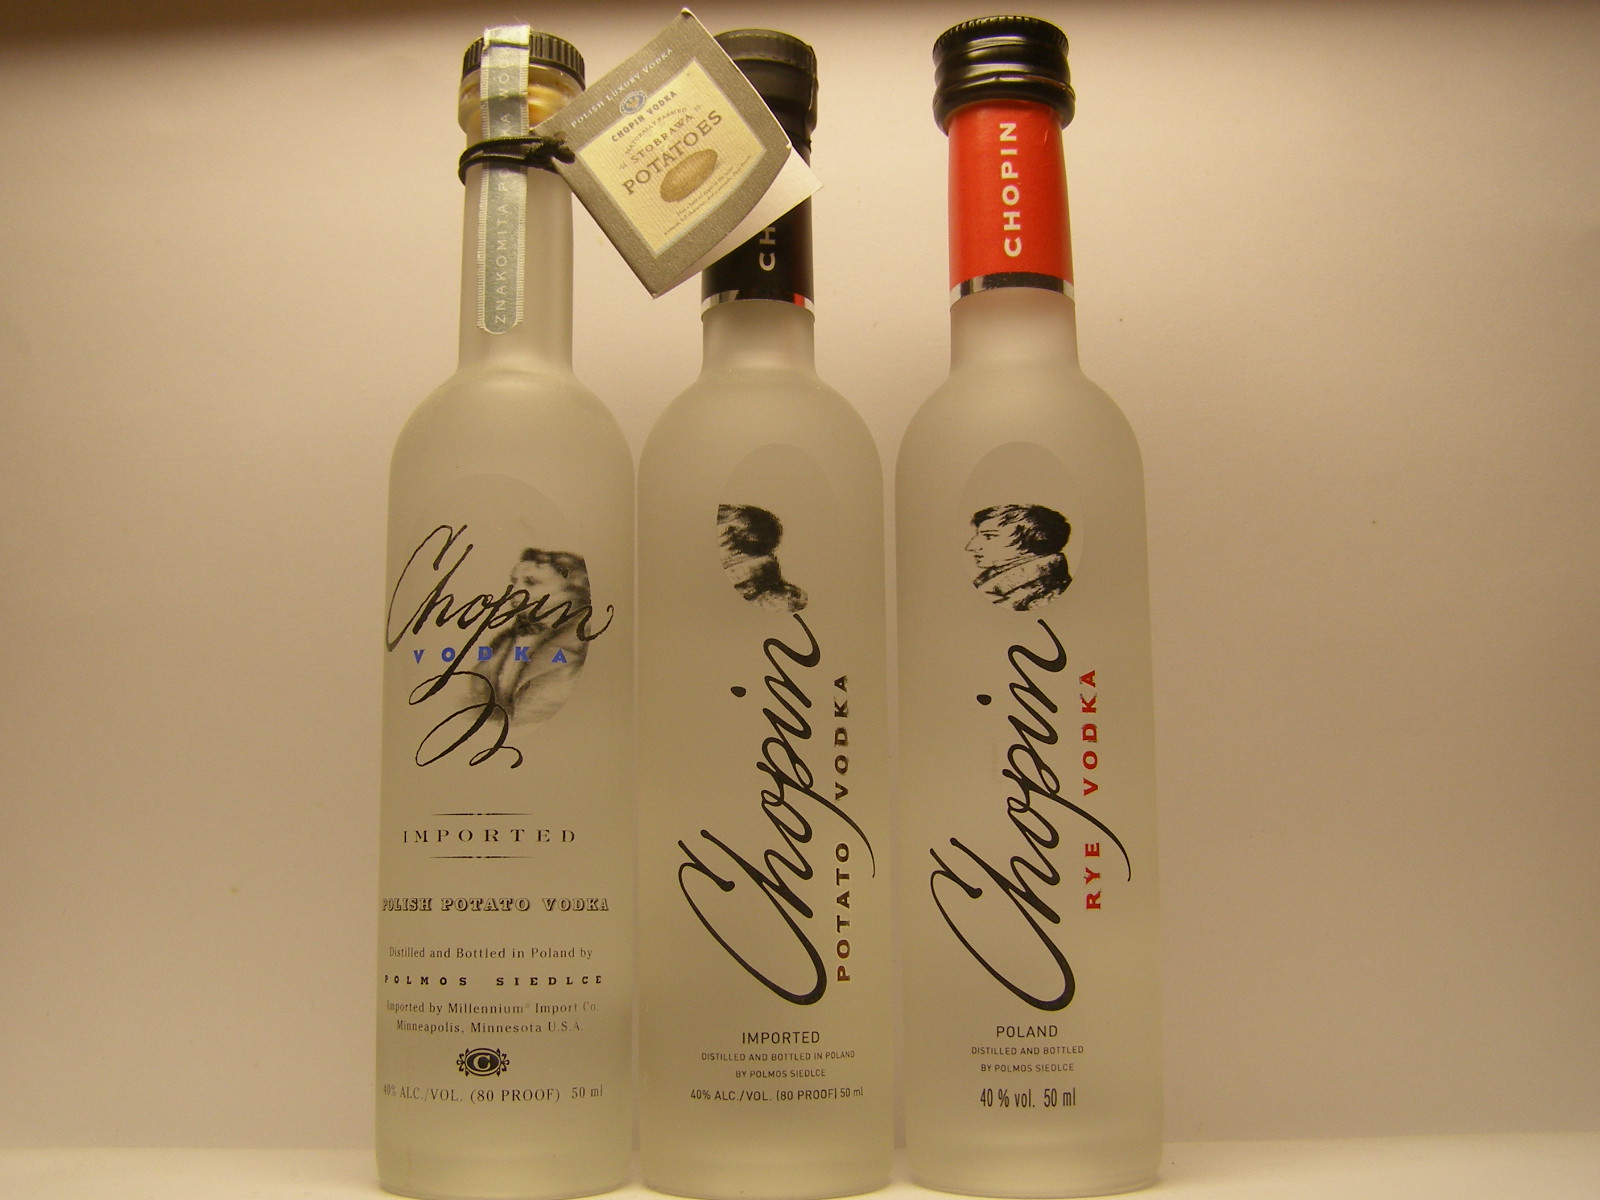 ZNAKOMITA
POLISH LUXURY VODKA
CHOPIN VODKA
NATURALLY FARMED
STOBRAWA
POTATOES
Chopin
VODKA
IMPORTED
POLISH POTATO VODKA
Distilled and Bottled in Poland by
POLMOS SIEDLCE
Imported by Millennium® Import Co.
Minneapolis, Minnesota U.S.A.
G
40% ALC./VOL. (80 PROOF) 50 ml
CH
Chopin
POTATO VODKA
IMPORTED
DISTILLED AND BOTTLED IN POLAND
BY POLMOS SIEDLCE
40% ALC./VOL. (80 PROOF) 50 ml
CHOPIN
Chopin
RYE VODKA
POLAND
DISTILLED AND BOTTLED
BY POLMOS SIEDLCE
40 % vol. 50 ml